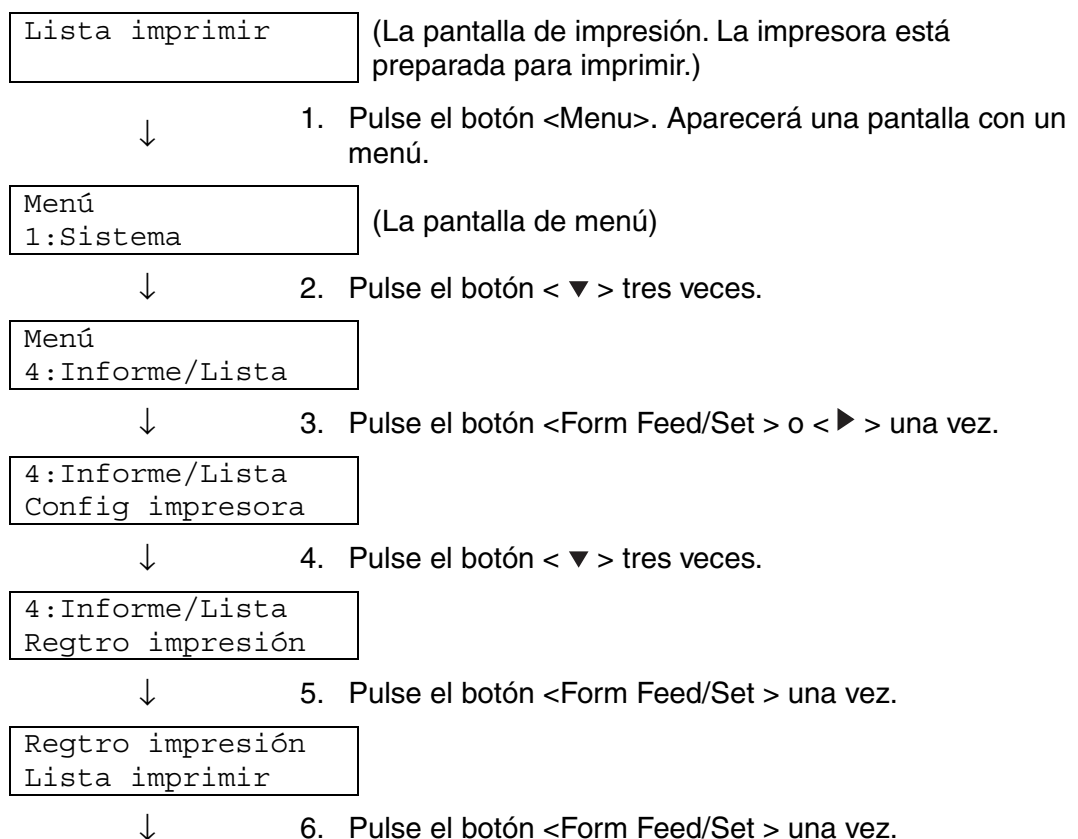 Lista imprimir
(La pantalla de impresión. La impresora está
preparada para imprimir.)
↓
1. Pulse el botón <Menu>. Aparecerá una pantalla con un
menú.
Menú
1:Sistema
(La pantalla de menú)
↓
2. Pulse el botón < ▼ > tres veces.
Menú
4:Informe/Lista
↓
3. Pulse el botón <Form Feed/Set > o < ▶ > una vez.
4:Informe/Lista
Config impresora
↓
4. Pulse el botón < ▼ > tres veces.
4:Informe/Lista
Regtro impresión
↓
5. Pulse el botón <Form Feed/Set > una vez.
Regtro impresión
Lista imprimir
↓
6. Pulse el botón <Form Feed/Set > una vez.